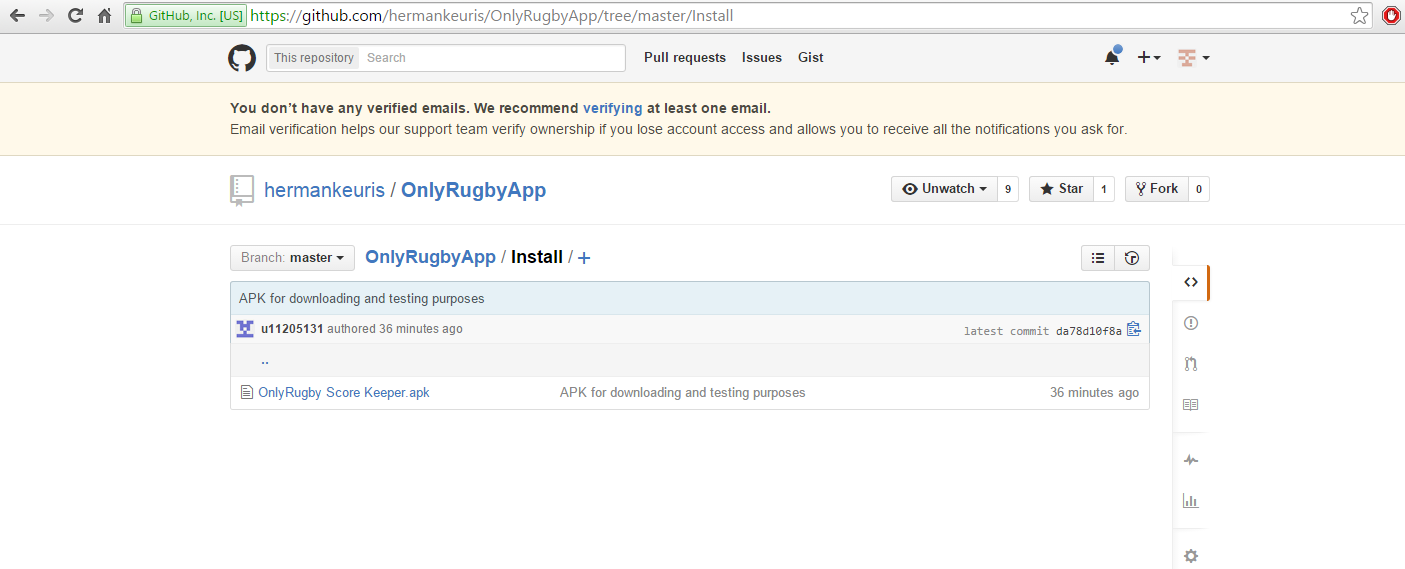 GitHub, Inc. [US] https://github.com/hermankeuris/OnlyRugbyApp/tree/master/Install
This repository Search Pull requests Issues Gist
You don't have any verified emails. We recommend verifying at least one email.
Email verification helps our support team verify ownership if you lose account access and allows you to receive all the notifications you ask for.
hermankeuris / OnlyRugbyApp Unwatch 9 Star 1 Fork 0
Branch: master OnlyRugbyApp / Install / +
APK for downloading and testing purposes
u11205131 authored 36 minutes ago latest commit da78d10f8a
..
OnlyRugby Score Keeper.apk APK for downloading and testing purposes 36 minutes ago